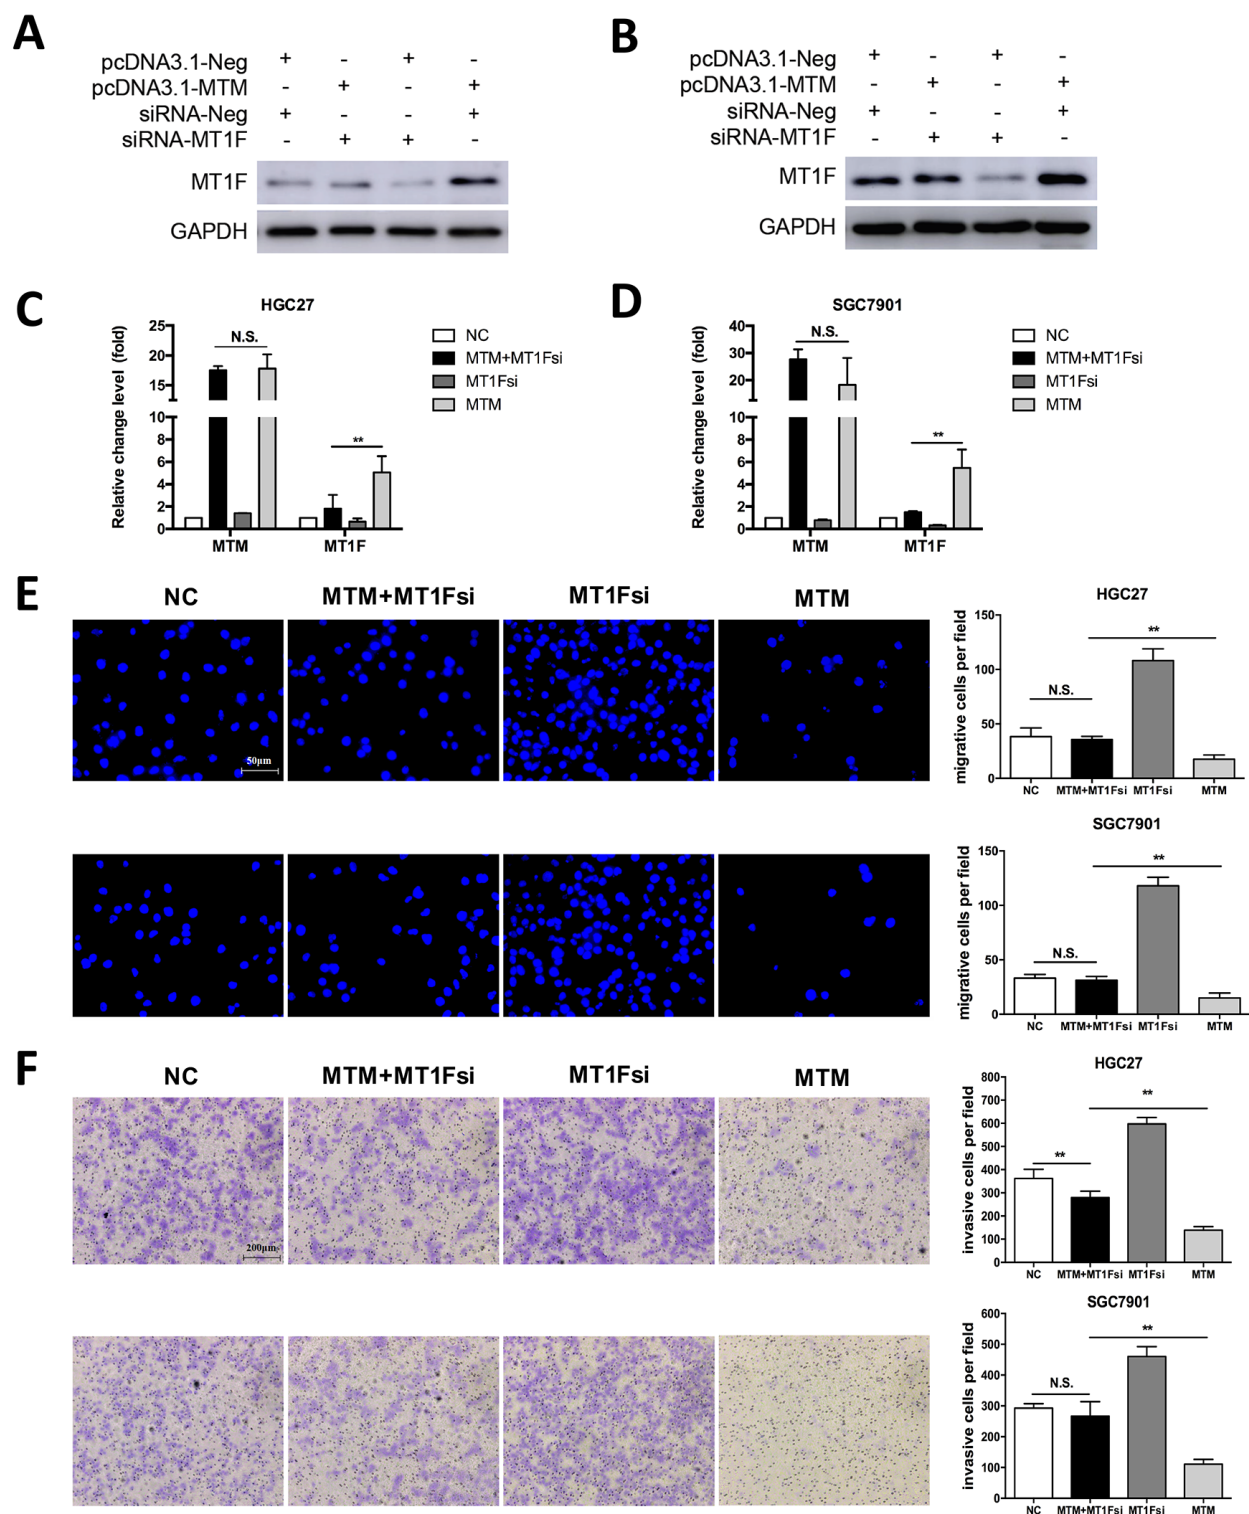 A
pcDNA3.1-Neg + - + -
pcDNA3.1-MTM - + - +
siRNA-Neg + - - +
siRNA-MT1F - + + -
MT1F
GAPDH
B
pcDNA3.1-Neg + - + -
pcDNA3.1-MTM - + - +
siRNA-Neg + - - +
siRNA-MT1F - + + -
MT1F
GAPDH
C
HGC27
Relative change level (fold)
25
20
15
10
8
6
4
2
0
N.S.
**
MTM MT1F
NC
MTM+MT1Fsi
MT1Fsi
MTM
D
SGC7901
Relative change level (fold)
40
30
20
10
8
6
4
2
0
N.S.
**
MTM MT1F
NC
MTM+MT1Fsi
MT1Fsi
MTM
E
NC MTM+MT1Fsi MT1Fsi MTM
50μm
HGC27
migrative cells per field
150
100
50
0
N.S.
**
NC MTM+MT1Fsi MT1Fsi MTM
SGC7901
migrative cells per field
150
100
50
0
N.S.
**
NC MTM+MT1Fsi MT1Fsi MTM
F
NC MTM+MT1Fsi MT1Fsi MTM
200μm
HGC27
invasive cells per field
800
700
600
500
400
300
200
100
0
**
**
NC MTM+MT1Fsi MT1Fsi MTM
SGC7901
invasive cells per field
600
500
400
300
200
100
0
N.S.
**
NC MTM+MT1Fsi MT1Fsi MTM